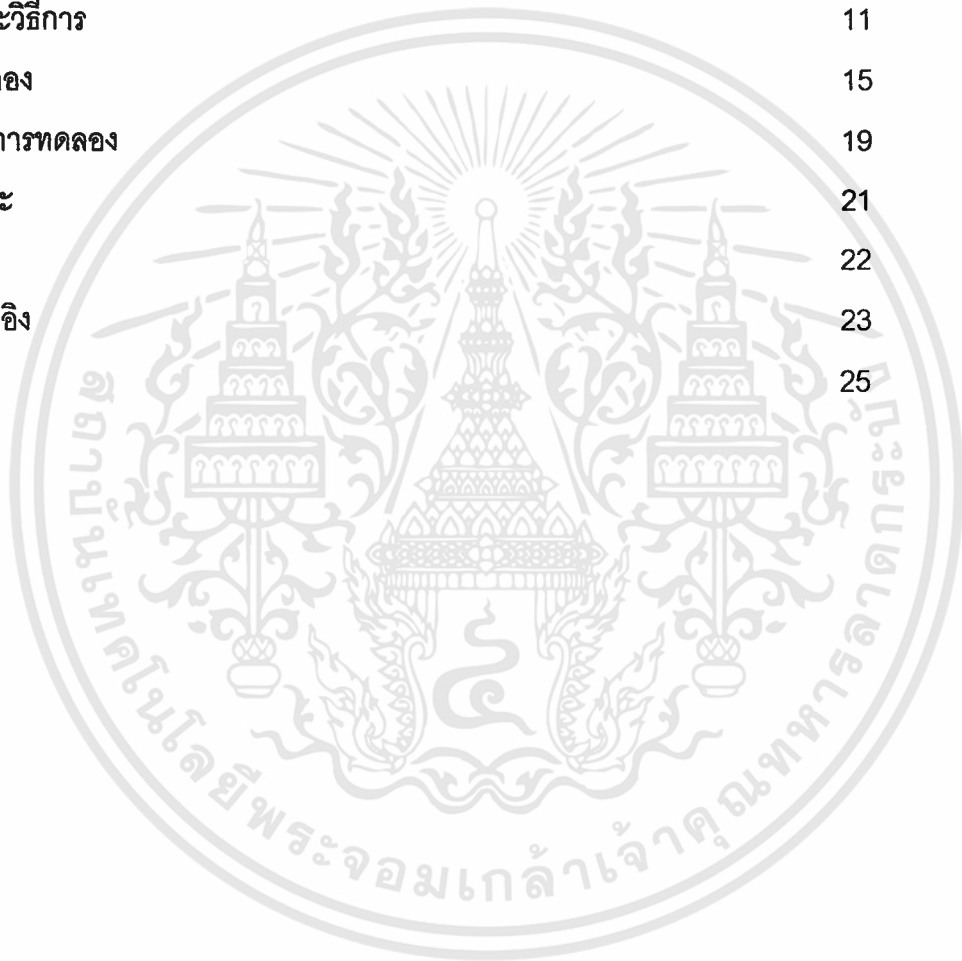 ะวิธีการ 11
อง 15
การทดลอง 19
ะ 21
22
อิง 23
25
สถาบันเทคโนโลยีพระจอมเกล้าเจ้าคุณทหารลาดกระบัง